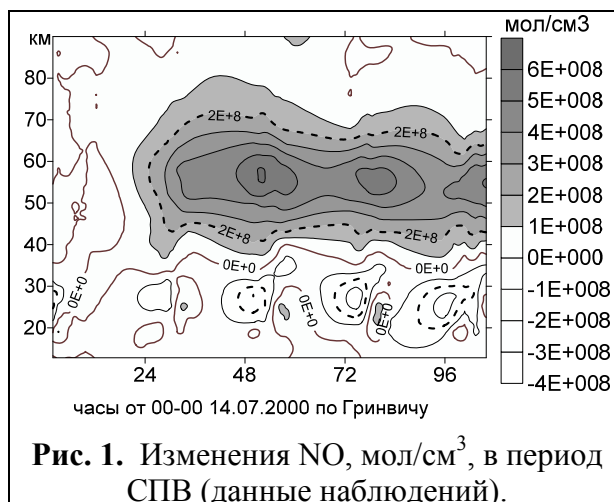 км
мол/см3
80
70
60
50
40
30
20
2E+8
2E+8
2E+8
2E+8
0E+0
0E+0
0E+0
0E+0
0E+0
24
48
72
96
6E+008
5E+008
4E+008
3E+008
2E+008
1E+008
0E+000
-1E+008
-2E+008
-3E+008
-4E+008
часы от 00-00 14.07.2000 по Гринвичу
Рис. 1. Изменения NO, мол/см³, в период
СПВ (данные наблюдений).